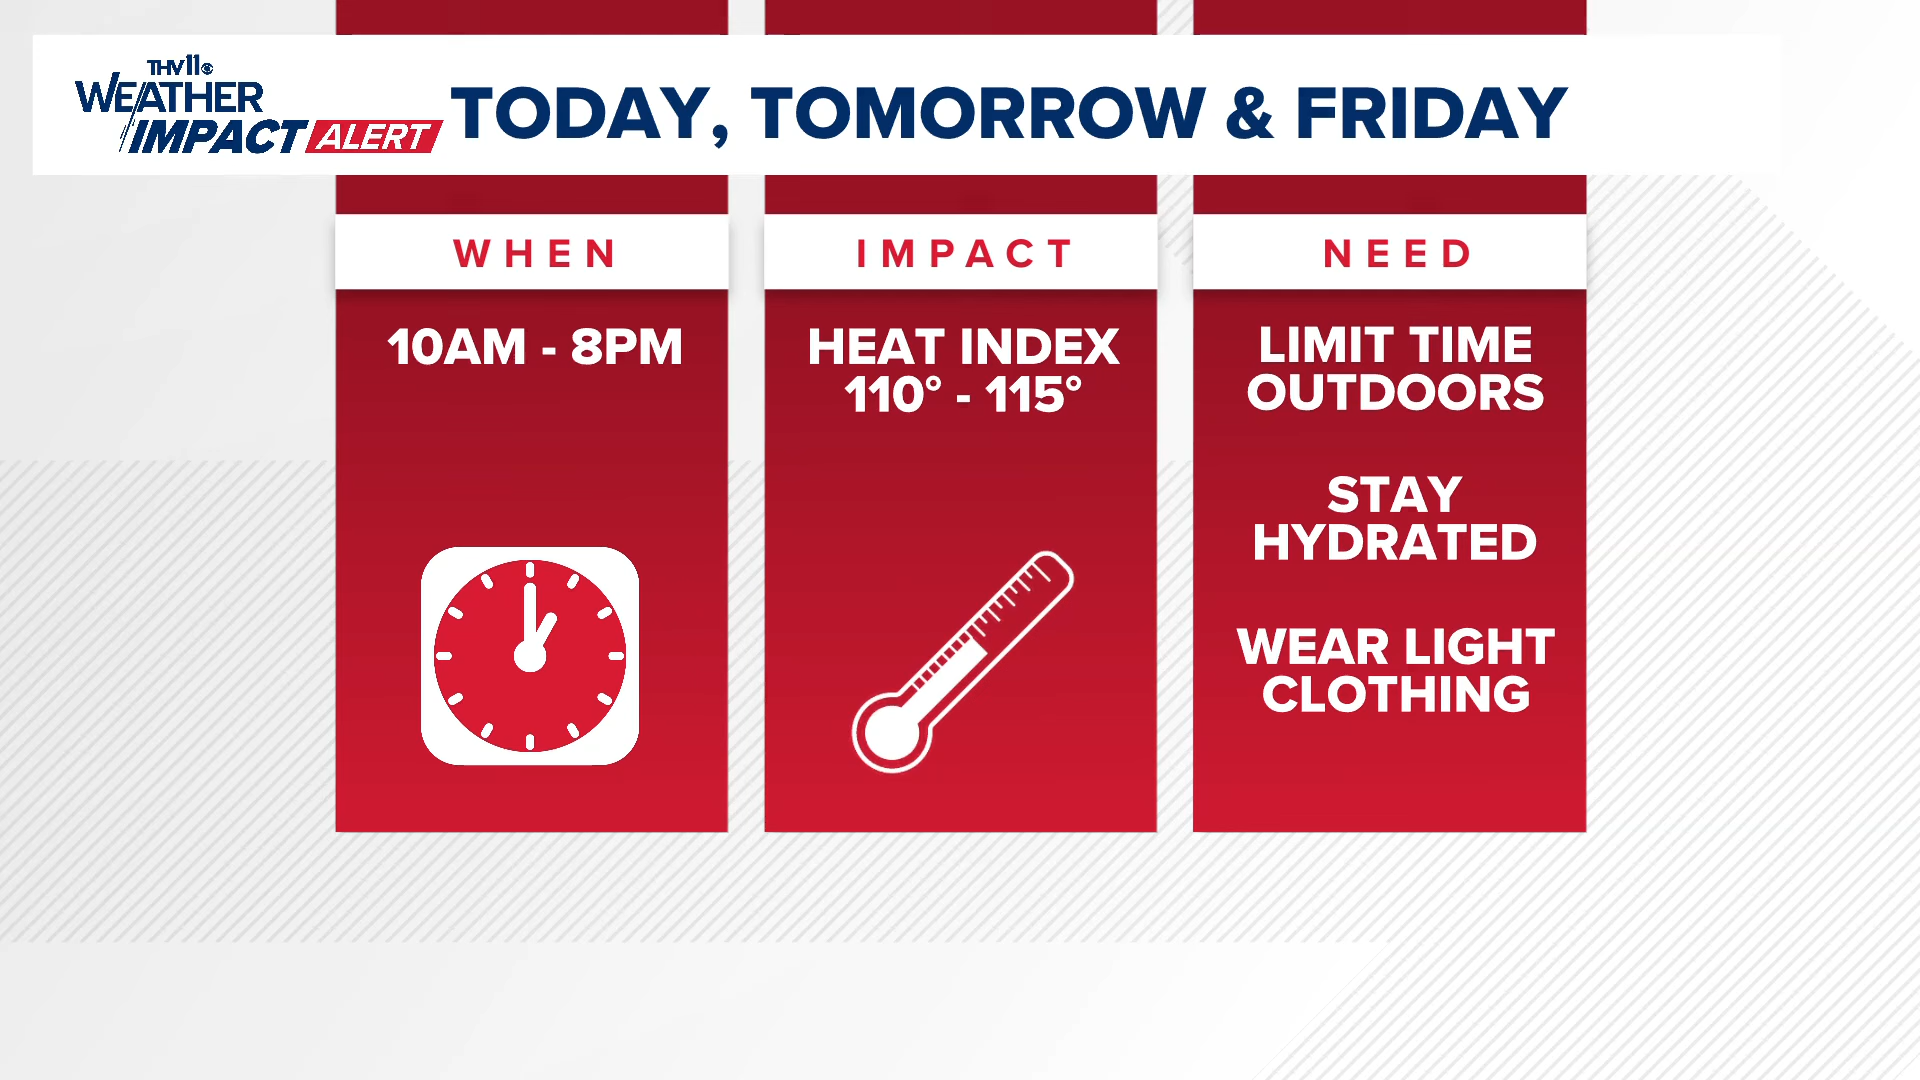 THV11
WEATHER
IMPACT ALERT
TODAY, TOMORROW & FRIDAY
WHEN
10AM - 8PM
IMPACT
HEAT INDEX
110° - 115°
NEED
LIMIT TIME
OUTDOORS
STAY
HYDRATED
WEAR LIGHT
CLOTHING